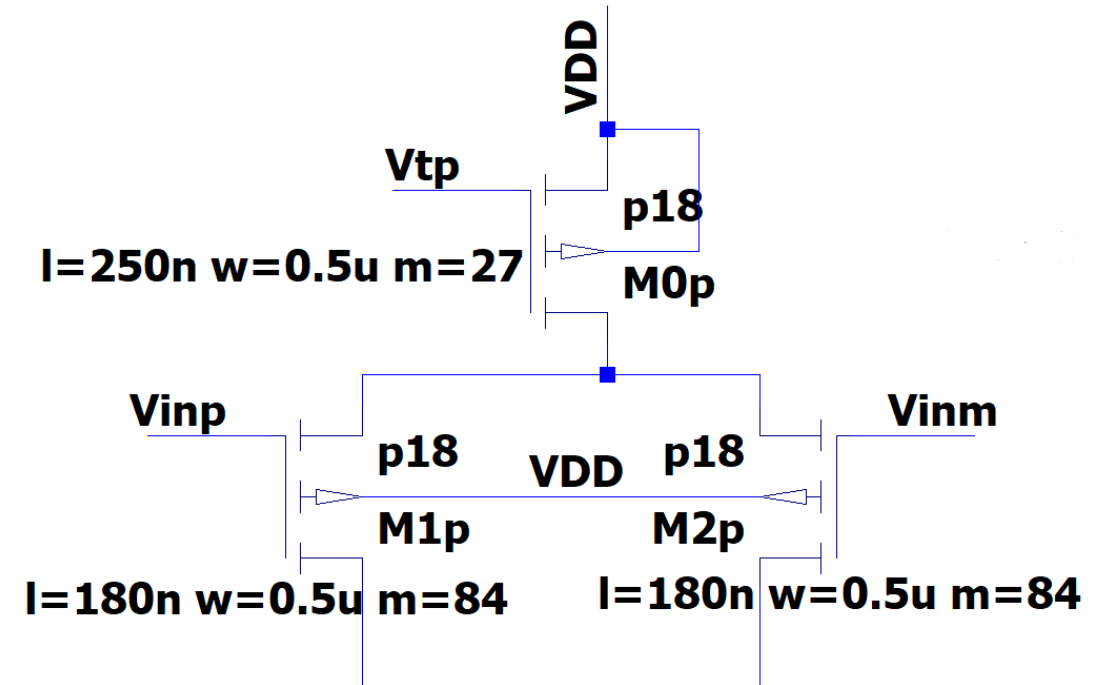 VDD
Vtp
p18
l=250n w=0.5u m=27
M0p
Vinp
Vinm
p18
VDD
p18
M1p
M2p
l=180n w=0.5u m=84
l=180n w=0.5u m=84